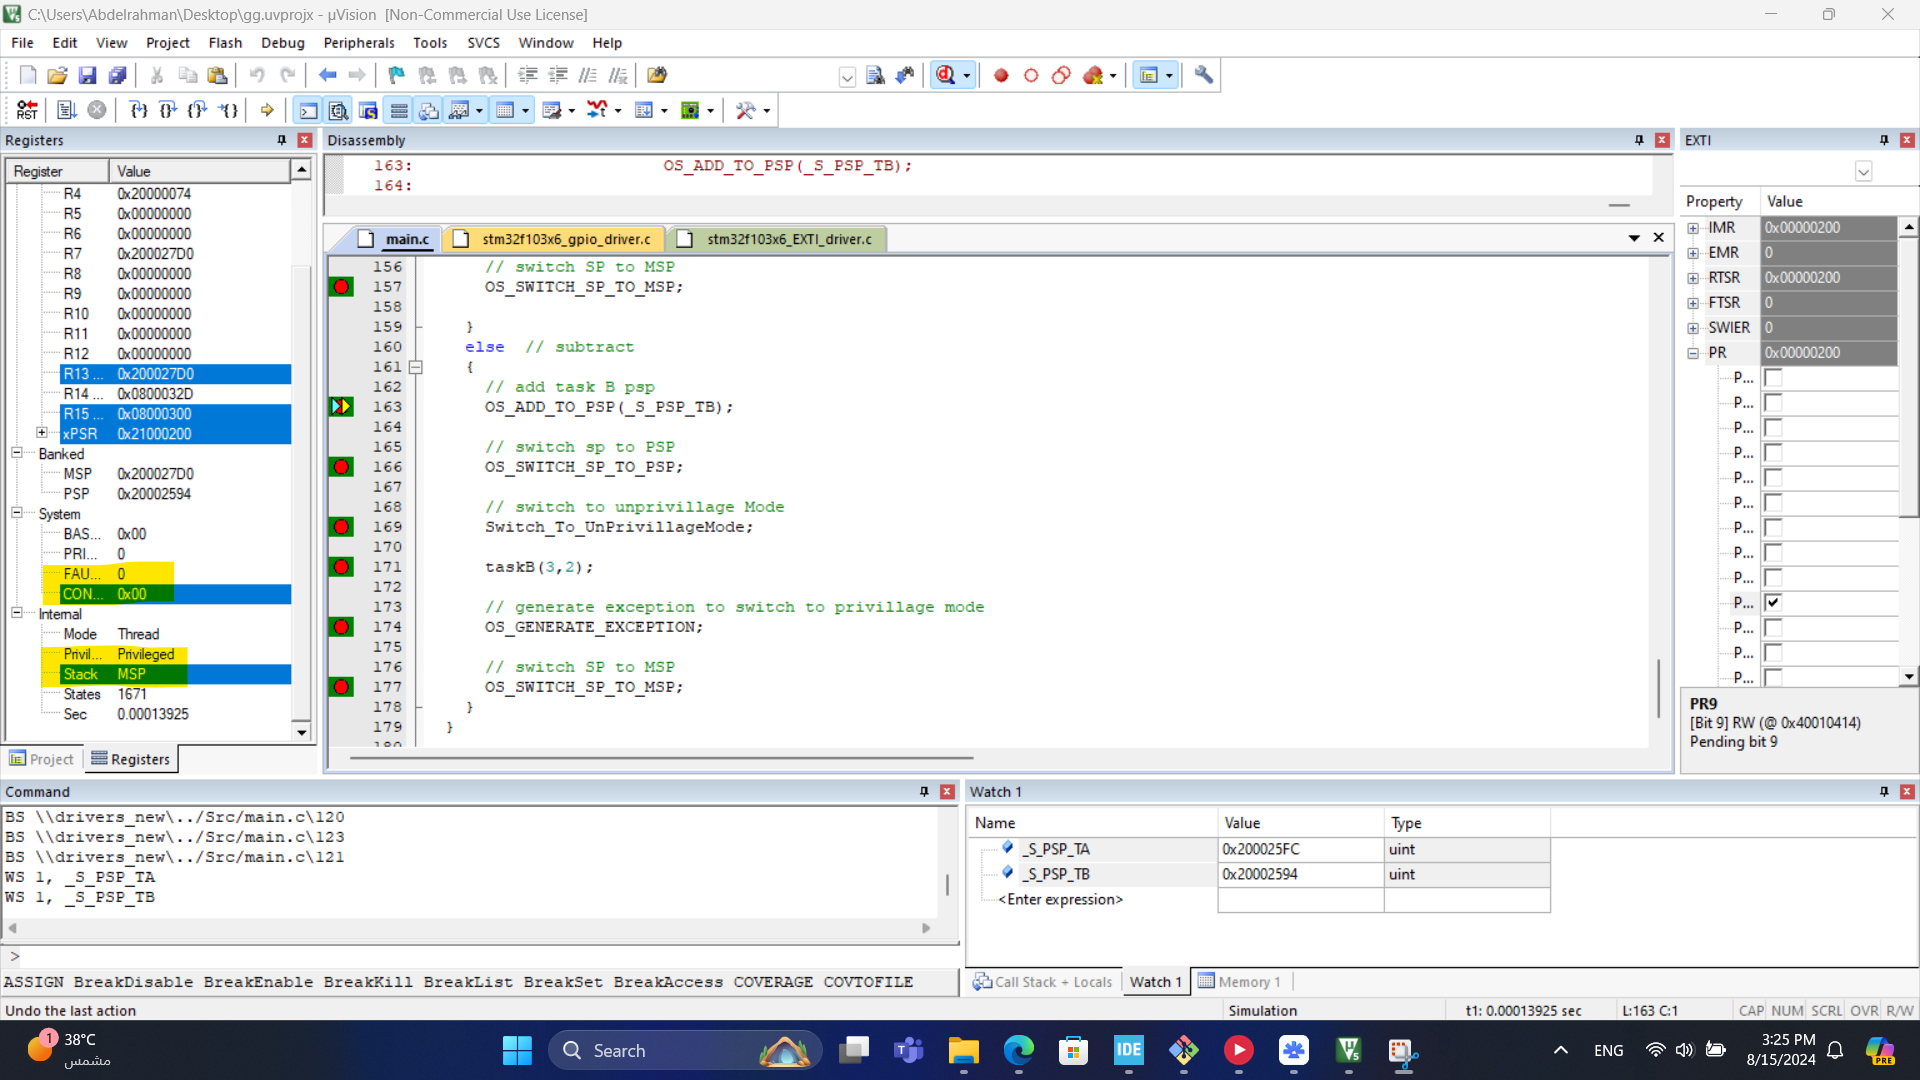 C:\Users\Abdelrahman\Desktop\gg.uvprojx - µVision  [Non-Commercial Use License]
File Edit View Project Flash Debug Peripherals Tools SVCS Window Help
RST
Registers
Register Value
R4 0x20000074
R5 0x00000000
R6 0x00000000
R7 0x200027D0
R8 0x00000000
R9 0x00000000
R10 0x00000000
R11 0x00000000
R12 0x00000000
R13 ... 0x200027D0
R14 ... 0x0800032D
R15 ... 0x08000300
xPSR 0x21000200
Banked
MSP 0x200027D0
PSP 0x20002594
System
BAS... 0x00
PRI... 0
FAU... 0
CON... 0x00
Internal
Mode Thread
Privil... Privileged
Stack MSP
States 1671
Sec 0.00013925
Project Registers
Disassembly
163: OS_ADD_TO_PSP(_S_PSP_TB);
164:
main.c stm32f103x6_gpio_driver.c stm32f103x6_EXTI_driver.c
156 // switch SP to MSP
157 OS_SWITCH_SP_TO_MSP;
158
159 }
160 else // subtract
161 {
162 // add task B psp
163 OS_ADD_TO_PSP(_S_PSP_TB);
164
165 // switch sp to PSP
166 OS_SWITCH_SP_TO_PSP;
167
168 // switch to unprivillage Mode
169 Switch_To_UnPrivillageMode;
170
171 taskB(3,2);
172
173 // generate exception to switch to privillage mode
174 OS_GENERATE_EXCEPTION;
175
176 // switch SP to MSP
177 OS_SWITCH_SP_TO_MSP;
178 }
179 }
180
EXTI
Property Value
IMR 0x00000200
EMR 0
RTSR 0x00000200
FTSR 0
SWIER 0
PR 0x00000200
P...
P...
P...
P...
P...
P...
P...
P...
P...
P...
P...
P...
P...
PR9
[Bit 9] RW (@ 0x40010414)
Pending bit 9
Command
BS \\drivers_new\../Src/main.c\120
BS \\drivers_new\../Src/main.c\123
BS \\drivers_new\../Src/main.c\121
WS 1, _S_PSP_TA
WS 1, _S_PSP_TB
>
ASSIGN BreakDisable BreakEnable BreakKill BreakList BreakSet BreakAccess COVERAGE COVTOFILE
Watch 1
Name Value Type
_S_PSP_TA 0x200025FC uint
_S_PSP_TB 0x20002594 uint
<Enter expression>
Call Stack + Locals Watch 1 Memory 1
Undo the last action Simulation t1: 0.00013925 sec L:163 C:1 CAP NUM SCRL OVR R/W
1 38°C
مشمس
Search
IDE
ENG
3:25 PM
8/15/2024
PRE